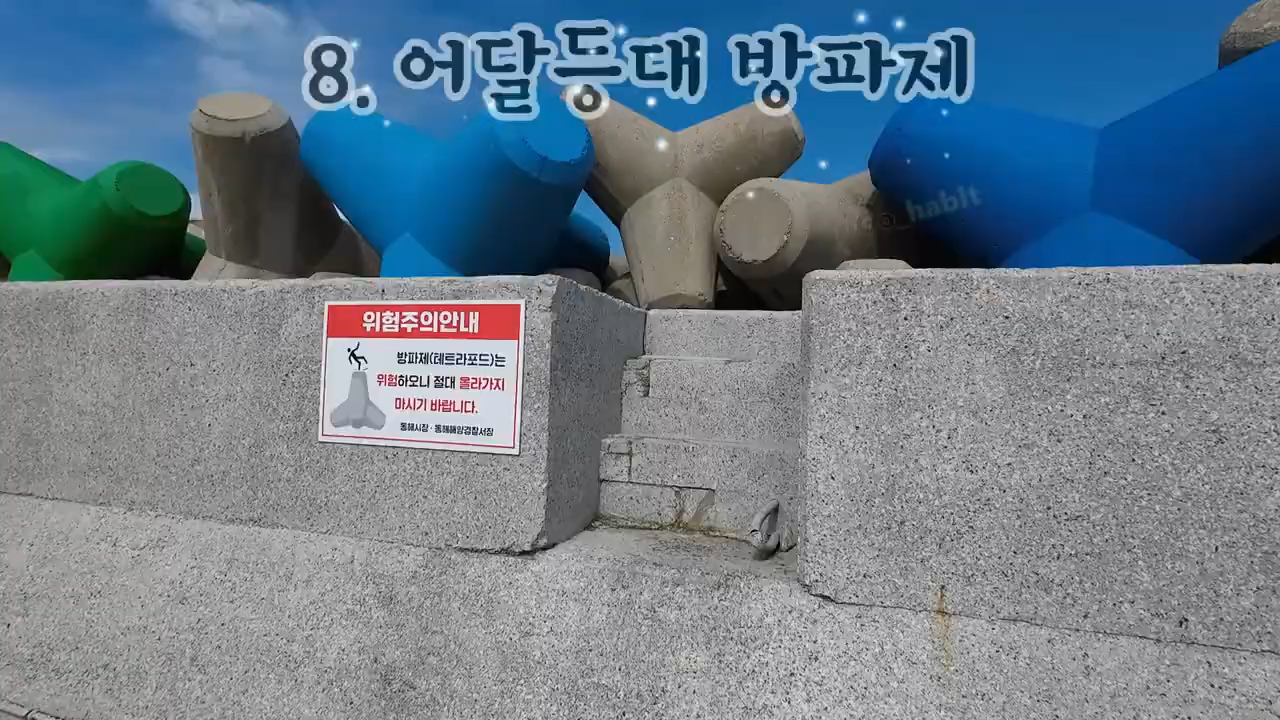 8. 어달등대 방파제
@_habit
위험주의안내
방파제(테트라포드)는
위험하오니 절대 올라가지
마시기 바랍니다.
동해시장 · 동해해양경찰서장